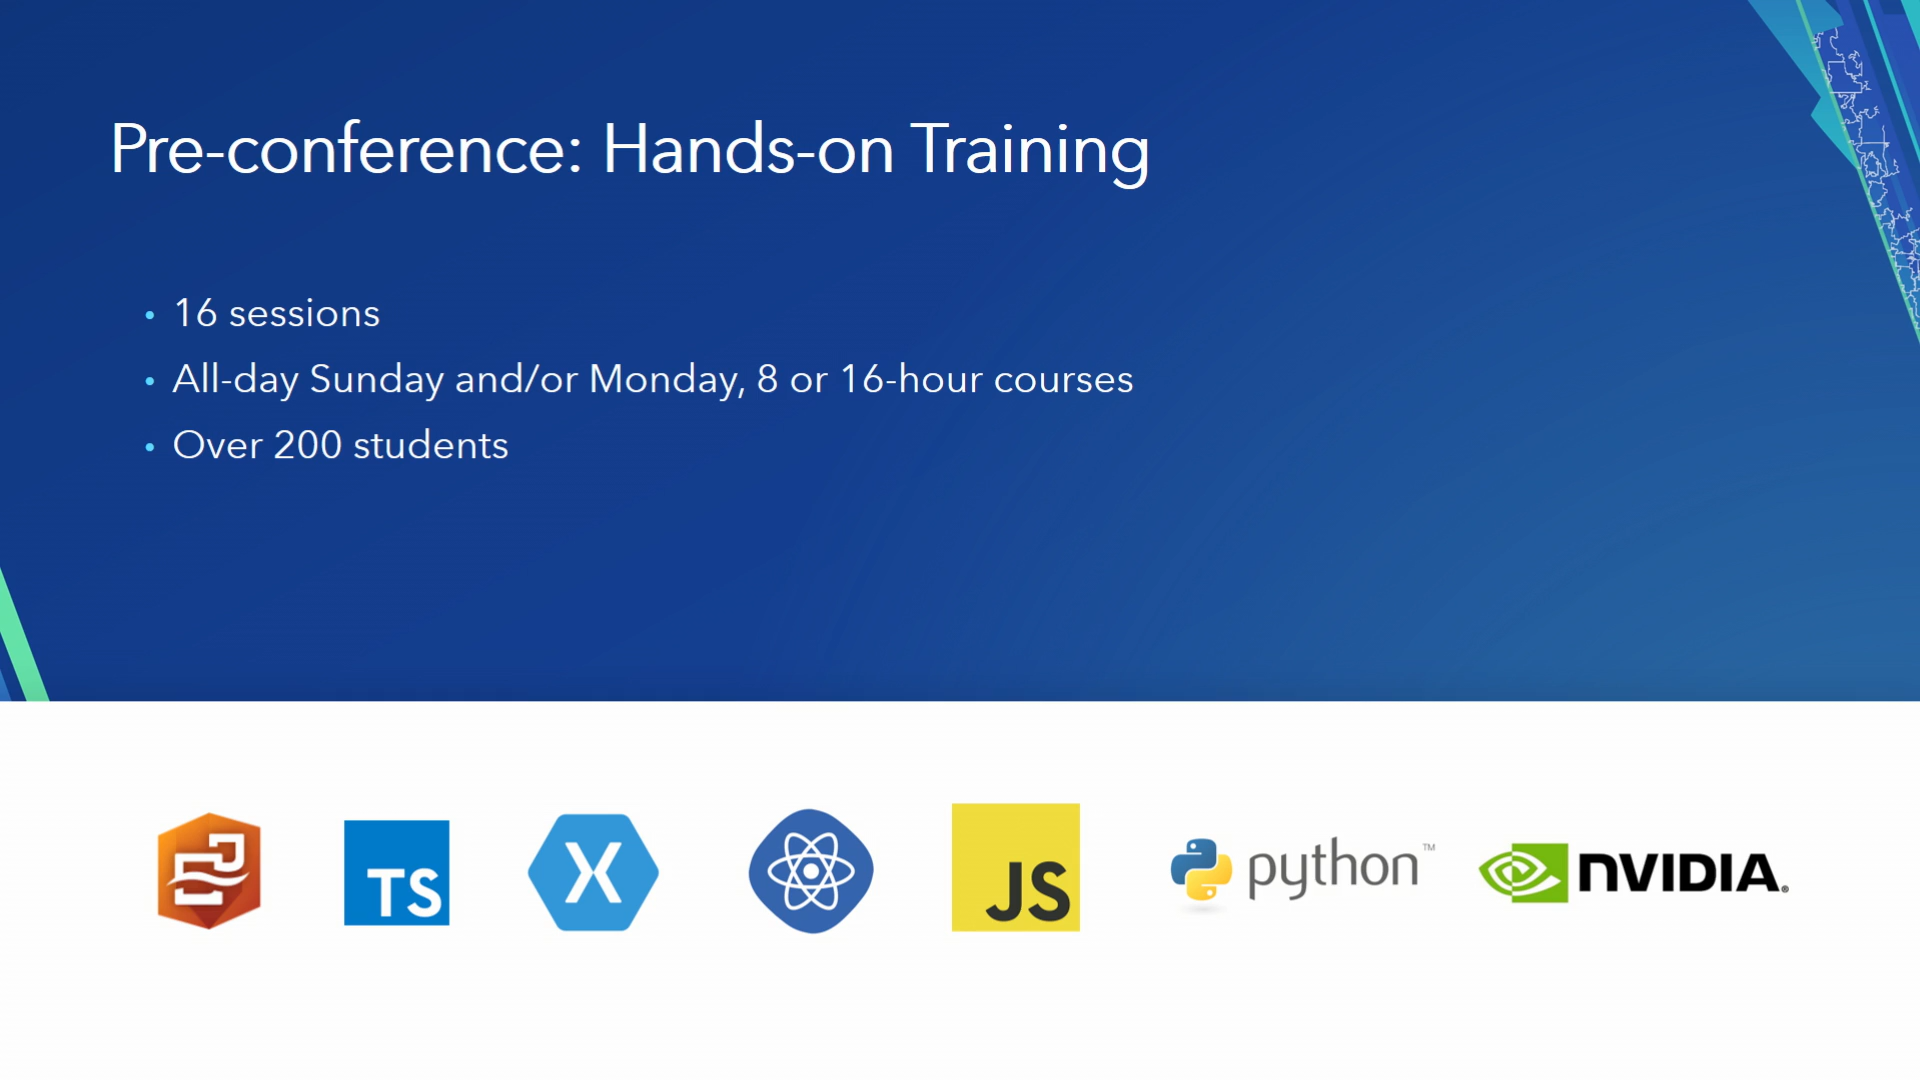 Pre-conference: Hands-on Training
• 16 sessions
• All-day Sunday and/or Monday, 8 or 16-hour courses
• Over 200 students
TS
X
JS
python™
NVIDIA®